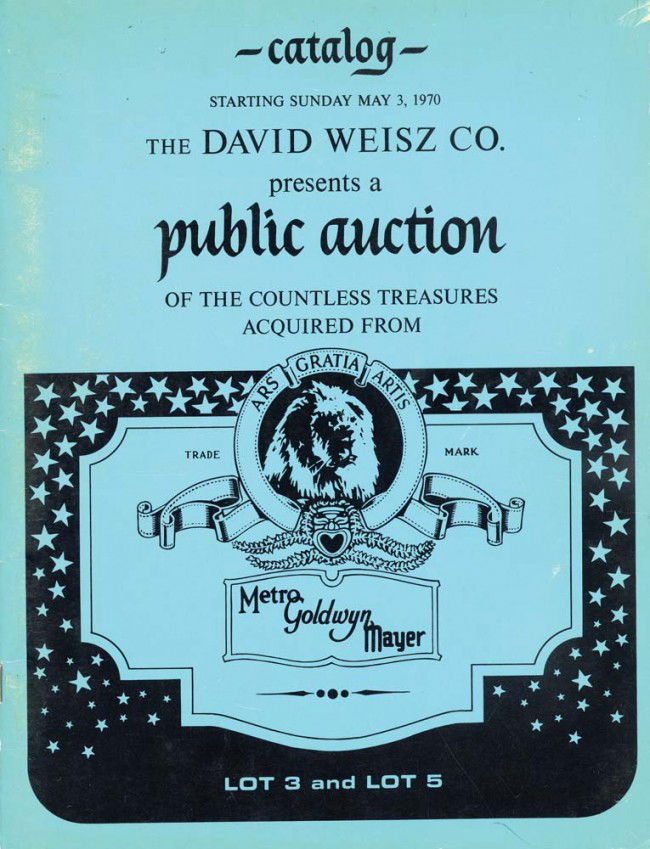 -catalog-
STARTING SUNDAY MAY 3, 1970
THE DAVID WEISZ CO.
presents a
public auction
OF THE COUNTLESS TREASURES
ACQUIRED FROM
ARS GRATIA ARTIS
TRADE MARK
Metro
Goldwyn
Mayer
LOT 3 and LOT 5